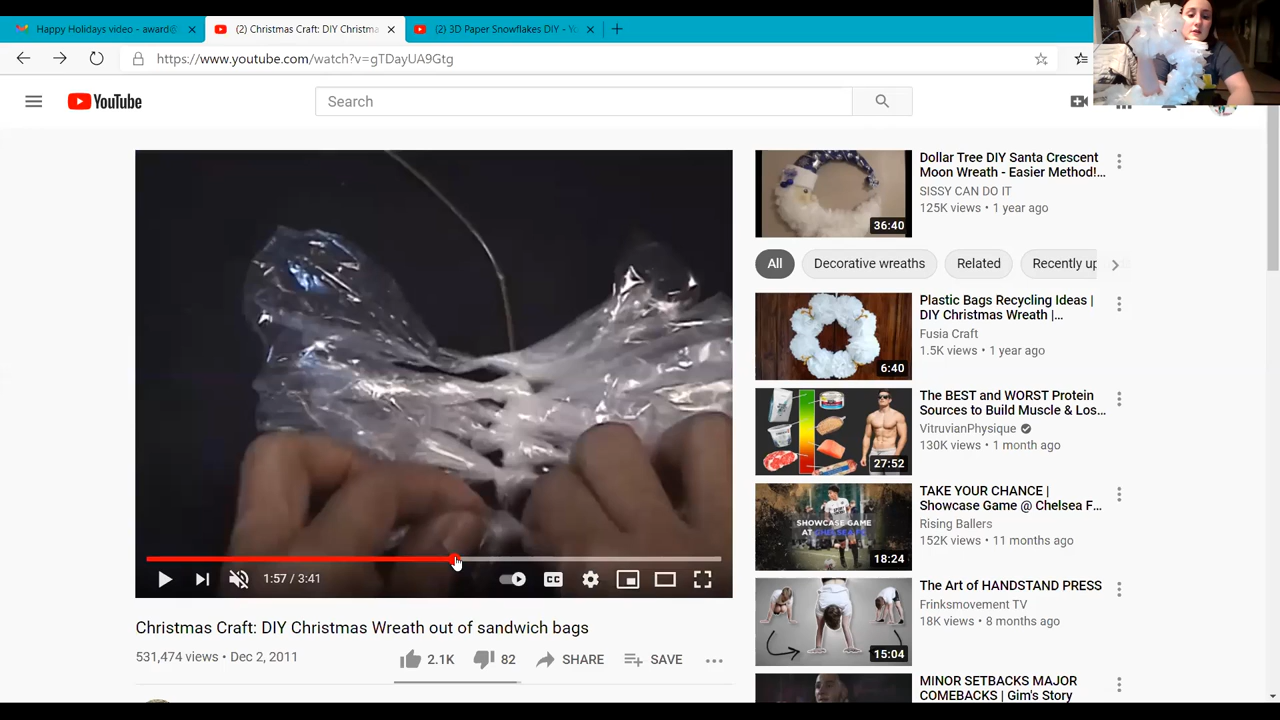 Happy Holidays video - award@
(2) Christmas Craft: DIY Christma
(2) 3D Paper Snowflakes DIY - Yo
https://www.youtube.com/watch?v=gTDayUA9Gtg
YouTube
Search
1:57 / 3:41
CC
Christmas Craft: DIY Christmas Wreath out of sandwich bags
531,474 views • Dec 2, 2011
2.1K
82
SHARE
SAVE
36:40
Dollar Tree DIY Santa Crescent
Moon Wreath - Easier Method!...
SISSY CAN DO IT
125K views • 1 year ago
All
Decorative wreaths
Related
Recently up
6:40
Plastic Bags Recycling Ideas |
DIY Christmas Wreath |...
Fusia Craft
1.5K views • 1 year ago
27:52
The BEST and WORST Protein
Sources to Build Muscle & Los...
VitruvianPhysique
130K views • 1 month ago
SHOWCASE GAME
AT CHELSEA FC
18:24
TAKE YOUR CHANCE |
Showcase Game @ Chelsea F...
Rising Ballers
152K views • 11 months ago
15:04
The Art of HANDSTAND PRESS
Frinksmovement TV
18K views • 8 months ago
MINOR SETBACKS MAJOR
COMEBACKS | Gim's Story